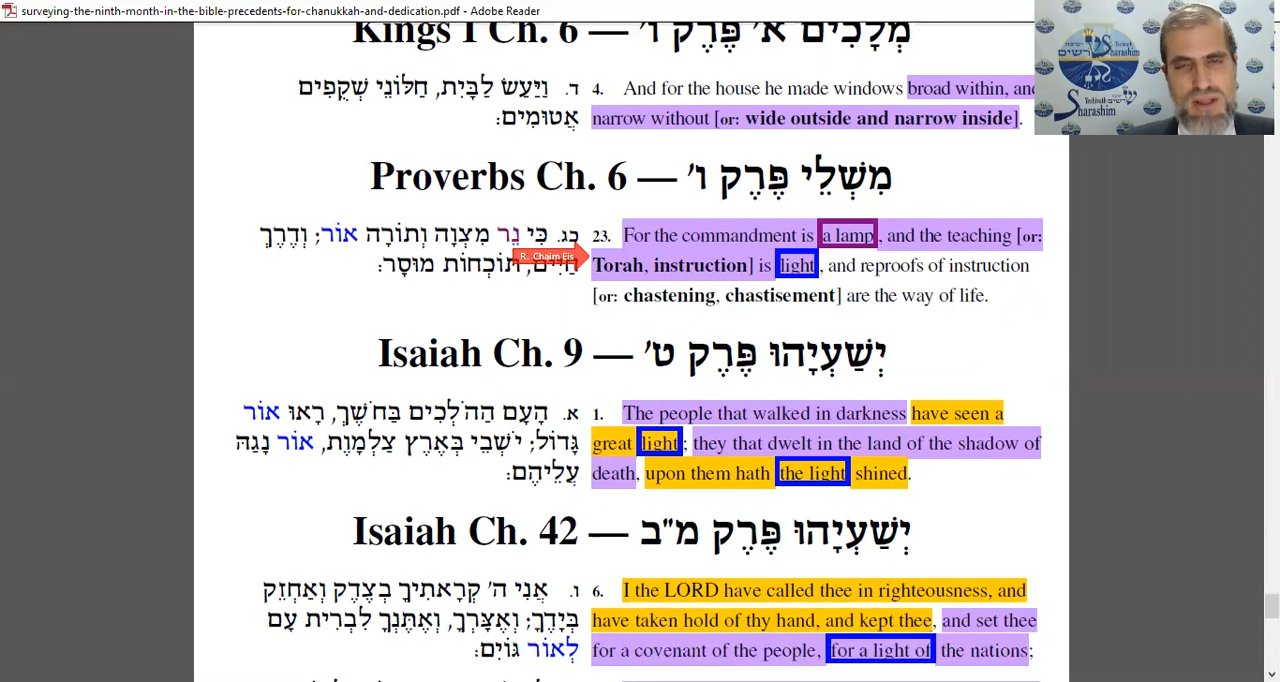 surveying-the-ninth-month-in-the-bible-precedents-for-chanukkah-and-dedication.pdf - Adobe Reader
Kings I Ch. 6 — מְלָכִים א׳ פֶּרֶק ו׳
4. And for the house he made windows broad within, and
narrow without [or: wide outside and narrow inside].
ד. וַיַּעַשׂ לַבָּיִת, חַלּוֹנֵי שְׁקֻפִים
אֲטוּמִים:
Proverbs Ch. 6 — מִשְׁלֵי פֶּרֶק ו׳
23. For the commandment is a lamp, and the teaching [or:
Torah, instruction] is light, and reproofs of instruction
[or: chastening, chastisement] are the way of life.
כג. כִּי נֵר מִצְוָה וְתוֹרָה אוֹר; וְדֶרֶךְ
חַיִּים, תּוֹכְחוֹת מוּסָר:
R. Chaim Eis
Isaiah Ch. 9 — יְשַׁעְיָהוּ פֶּרֶק ט׳
1. The people that walked in darkness have seen a
great light; they that dwelt in the land of the shadow of
death, upon them hath the light shined.
א. הָעָם הַהֹלְכִים בַּחֹשֶׁךְ, רָאוּ אוֹר
גָּדוֹל; יֹשְׁבֵי בְּאֶרֶץ צַלְמָוֶת, אוֹר נָגַהּ
עֲלֵיהֶם:
Isaiah Ch. 42 — יְשַׁעְיָהוּ פֶּרֶק מ״ב
6. I the LORD have called thee in righteousness, and
have taken hold of thy hand, and kept thee, and set thee
for a covenant of the people, for a light of the nations;
ו. אֲנִי ה׳ קְרָאתִיךָ בְצֶדֶק וְאַחְזֵק
בְּיָדֶךָ; וְאֶצָּרְךָ, וְאֶתֶּנְךָ לִבְרִית עָם
לְאוֹר גּוֹיִם:
Sharashim